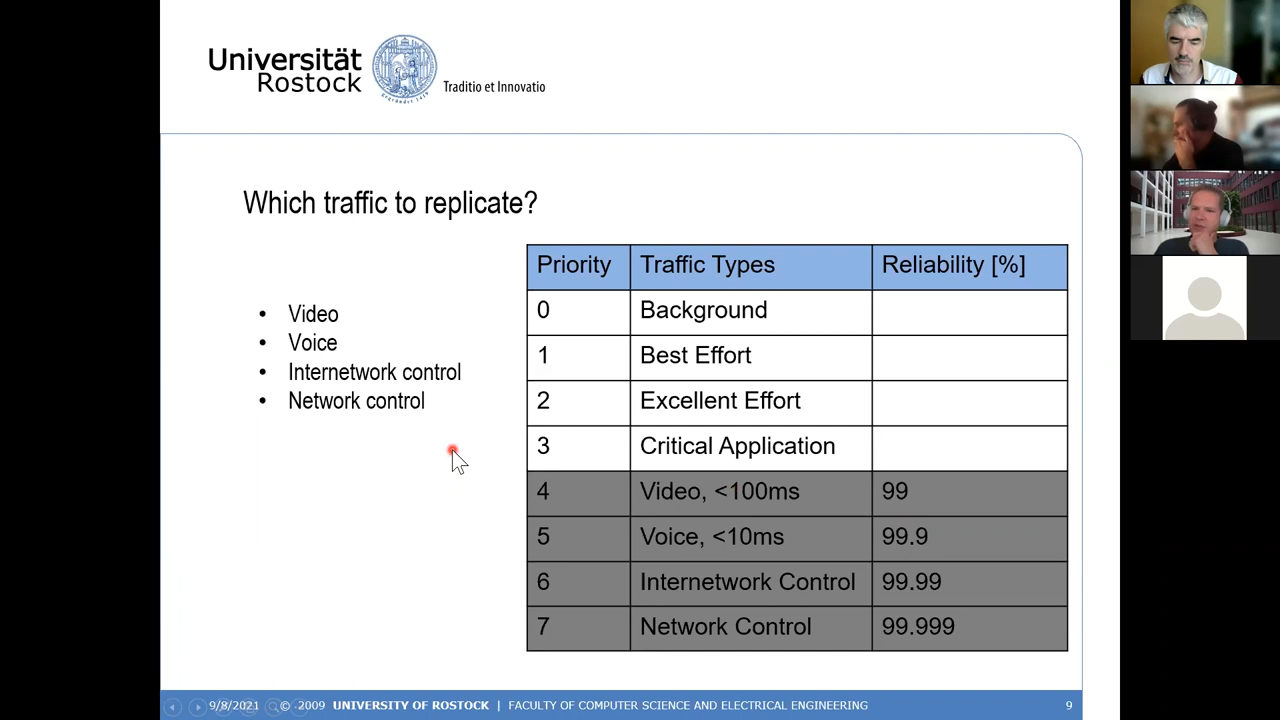 Universität
Rostock
Traditio et Innovatio
Which traffic to replicate?
• Video
• Voice
• Internetwork control
• Network control
Priority Traffic Types Reliability [%]
0 Background
1 Best Effort
2 Excellent Effort
3 Critical Application
4 Video, <100ms 99
5 Voice, <10ms 99.9
6 Internetwork Control 99.99
7 Network Control 99.999
9/8/2021 © 2009 UNIVERSITY OF ROSTOCK | FACULTY OF COMPUTER SCIENCE AND ELECTRICAL ENGINEERING 9